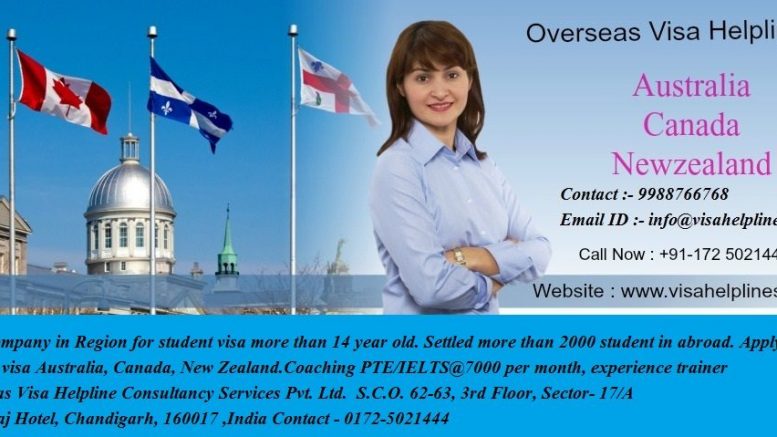 Overseas Visa Helpli
Australia
Canada
Newzealand
Contact :- 9988766768
Email ID :- info@visahelpline
Call Now : +91-172 502144
Website : www.visahelplines
ompany in Region for student visa more than 14 year old. Settled more than 2000 student in abroad. Apply
visa Australia, Canada, New Zealand.Coaching PTE/IELTS@7000 per month, experience trainer
as Visa Helpline Consultancy Services Pvt. Ltd. S.C.O. 62-63, 3rd Floor, Sector- 17/A
aj Hotel, Chandigarh, 160017 ,India Contact - 0172-5021444